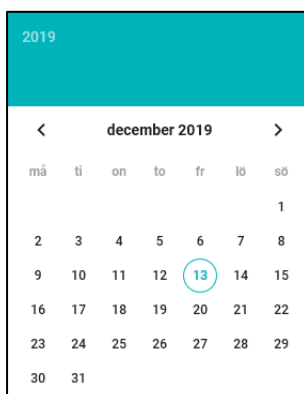 2019
december 2019
må ti on to fr lö sö
1
2 3 4 5 6 7 8
9 10 11 12 13 14 15
16 17 18 19 20 21 22
23 24 25 26 27 28 29
30 31